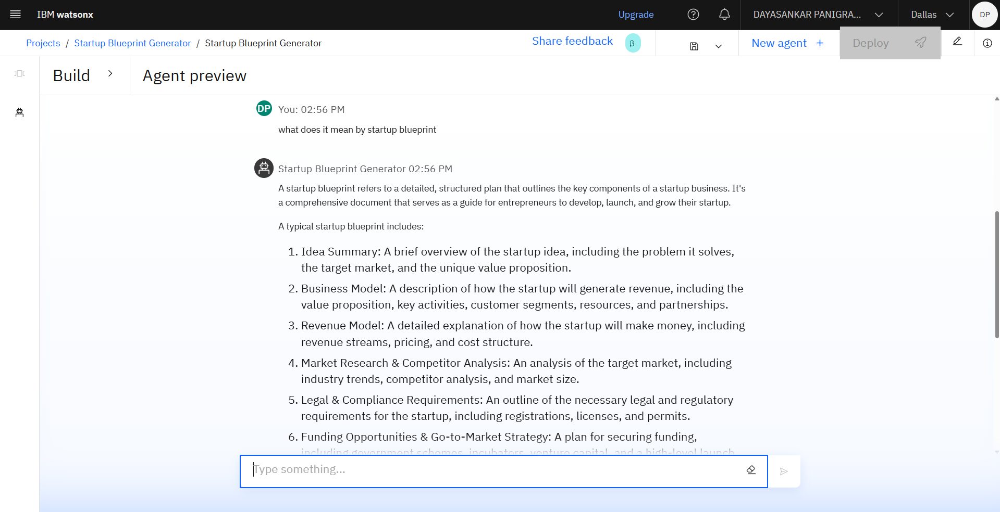 IBM watsonx
Upgrade
DAYASANKAR PANIGRA...
Dallas
DP
Projects / Startup Blueprint Generator / Startup Blueprint Generator
Share feedback
β
New agent +
Deploy
Build
Agent preview
DP
You: 02:56 PM
what does it mean by startup blueprint
Startup Blueprint Generator 02:56 PM
A startup blueprint refers to a detailed, structured plan that outlines the key components of a startup business. It's
a comprehensive document that serves as a guide for entrepreneurs to develop, launch, and grow their startup.
A typical startup blueprint includes:
1. Idea Summary: A brief overview of the startup idea, including the problem it solves,
the target market, and the unique value proposition.
2. Business Model: A description of how the startup will generate revenue, including the
value proposition, key activities, customer segments, resources, and partnerships.
3. Revenue Model: A detailed explanation of how the startup will make money, including
revenue streams, pricing, and cost structure.
4. Market Research & Competitor Analysis: An analysis of the target market, including
industry trends, competitor analysis, and market size.
5. Legal & Compliance Requirements: An outline of the necessary legal and regulatory
requirements for the startup, including registrations, licenses, and permits.
6. Funding Opportunities & Go-to-Market Strategy: A plan for securing funding,
including government schemes, incubators, venture capital, and a high-level launch
Type something...